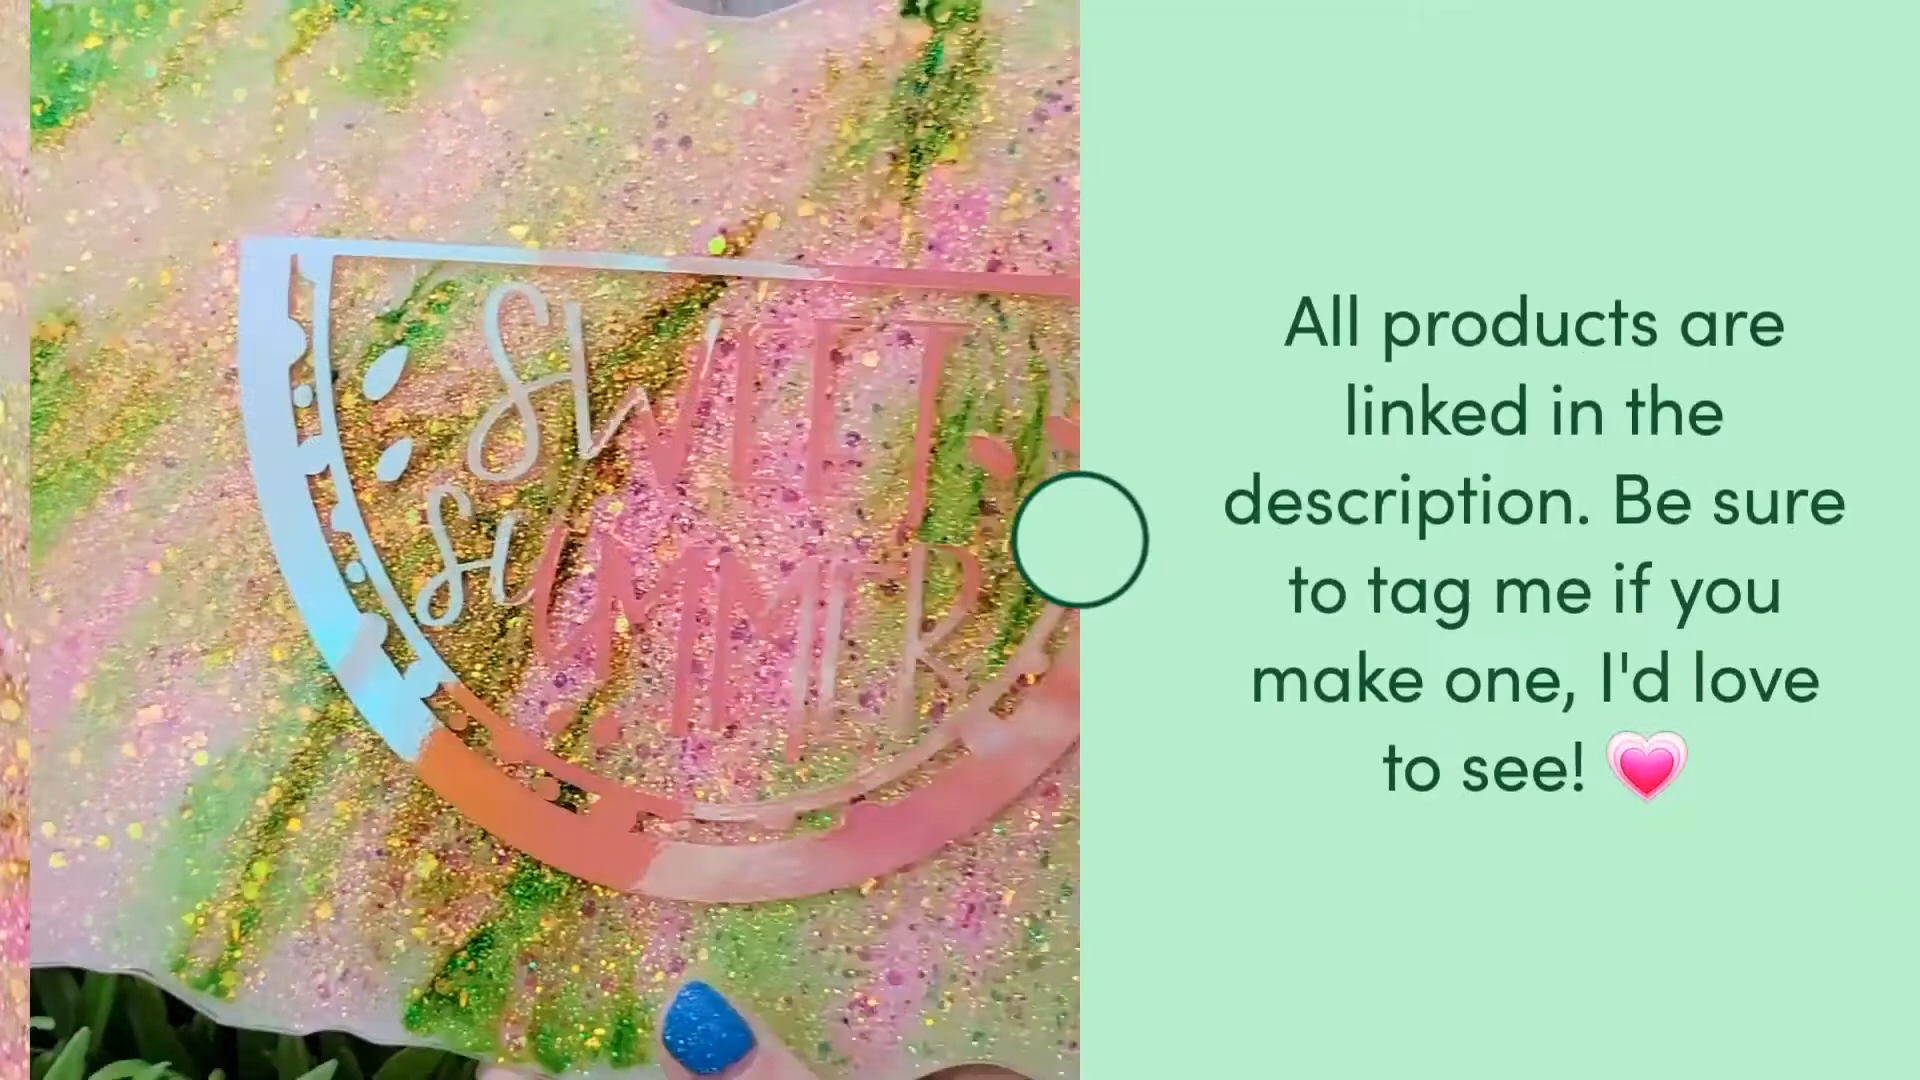 SWEET
SUMMER
All products are
linked in the
description. Be sure
to tag me if you
make one, I'd love
to see! 💗